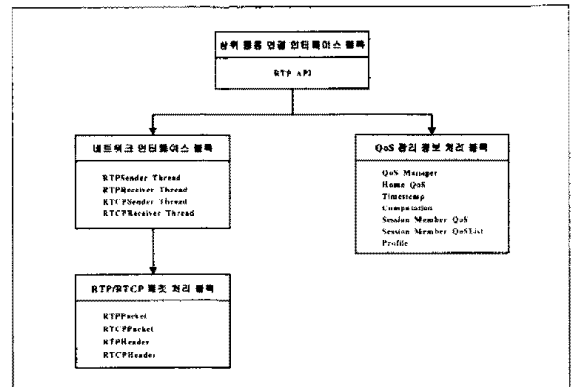 상위 응용 연결 인터페이스 블록
RTP API
네트워크 인터페이스 블록
RTPSender Thread
RTPReceiver Thread
RTCPSender Thread
RTCPReceiver Thread
QoS 관리 정보 처리 블록
QoS Manager
Home QoS
Timestemp
Computation
Session Member QoS
Session Member QoSList
Profile
RTP/RTCP 패킷 처리 블록
RTPPacket
RTCPPacket
RTPHeader
RTCPHeader